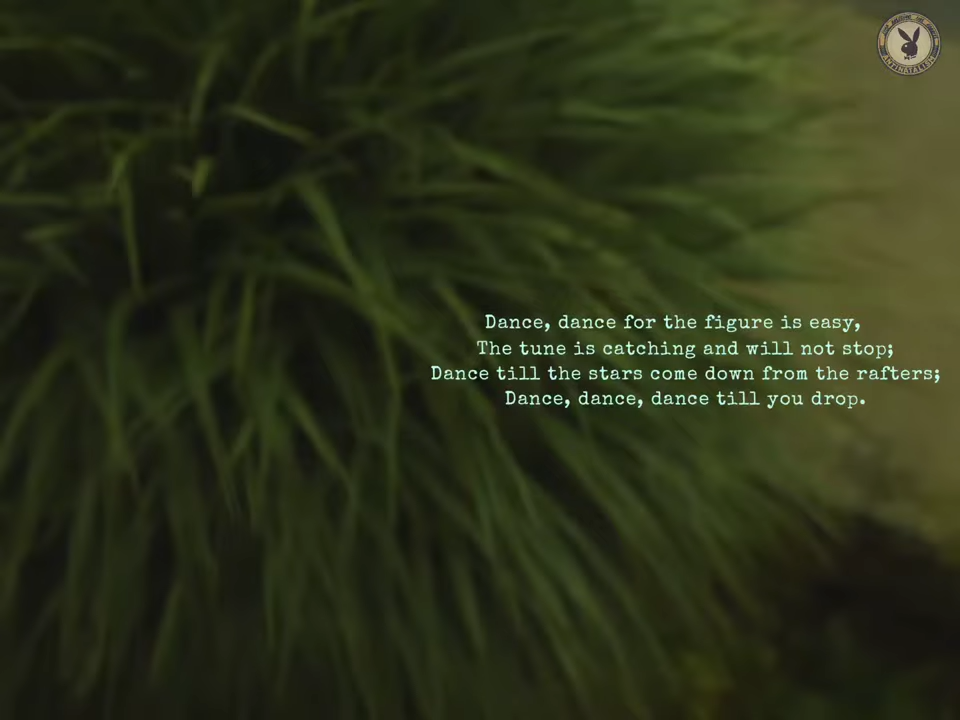 ANTINATALISM
Dance, dance for the figure is easy,
The tune is catching and will not stop;
Dance till the stars come down from the rafters;
Dance, dance, dance till you drop.